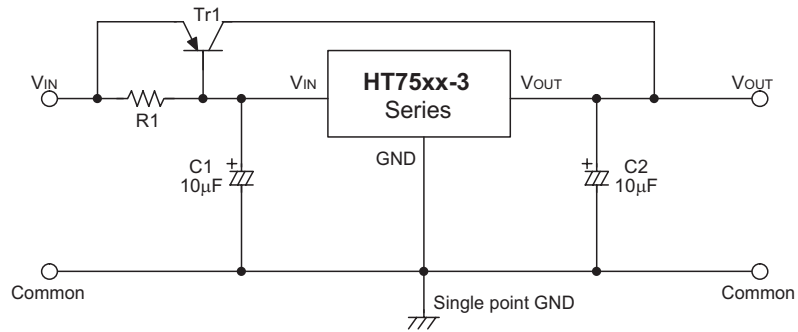 Tr1
VIN
R1
VIN
HT75xx-3
Series
VOUT
VOUT
GND
C1
10μF
+
C2
10μF
+
Common
Single point GND
Common